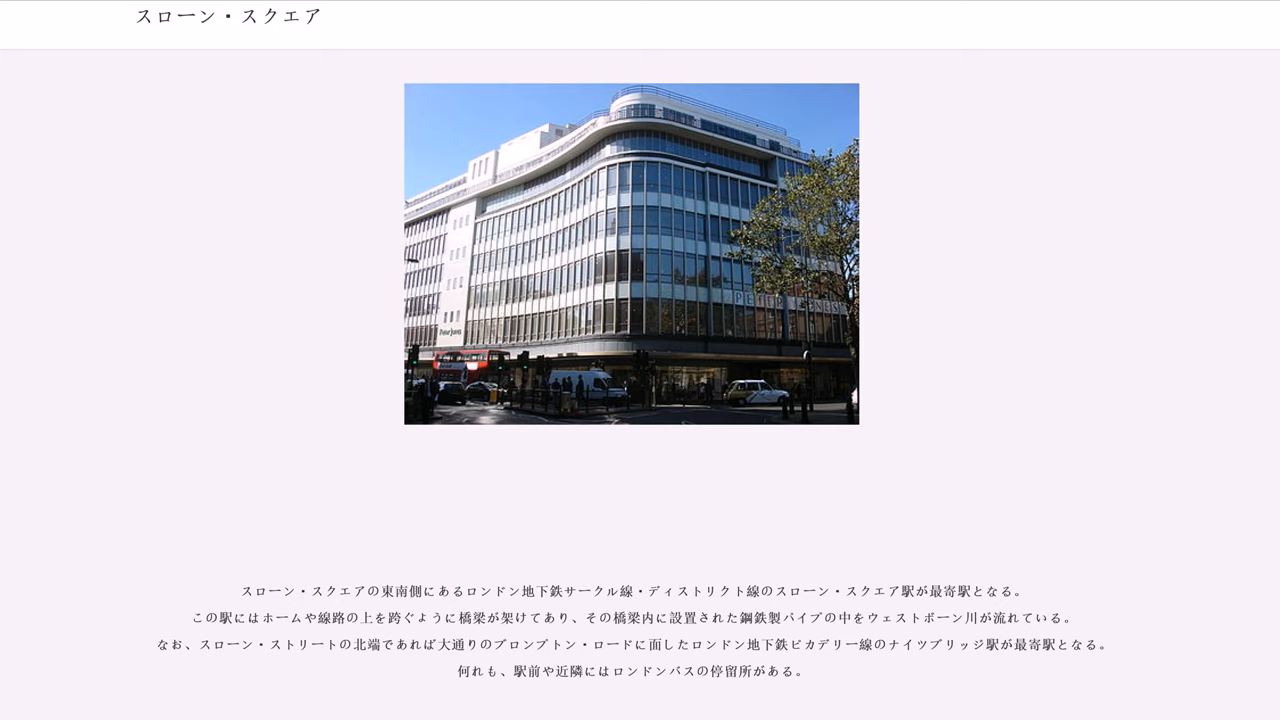 スローン・スクエア
Peter Jones
PETER JONES
スローン・スクエアの東南側にあるロンドン地下鉄サークル線・ディストリクト線のスローン・スクエア駅が最寄駅となる。
この駅にはホームや線路の上を跨ぐように橋梁が架けてあり、その橋梁内に設置された鋼鉄製パイプの中をウェストボーン川が流れている。
なお、スローン・ストリートの北端であれば大通りのブロンプトン・ロードに面したロンドン地下鉄ピカデリー線のナイツブリッジ駅が最寄駅となる。
何れも、駅前や近隣にはロンドンバスの停留所がある。